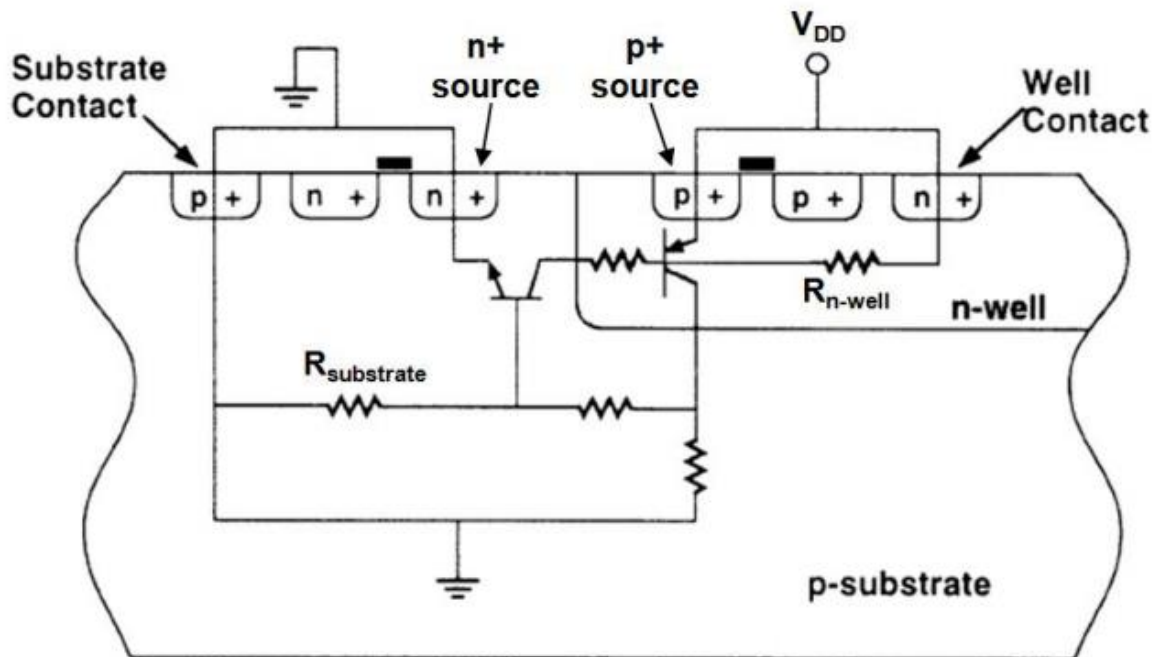 V_DD
n+
source
p+
source
Substrate
Contact
Well
Contact
p +
n +
n +
p +
p +
n +
R_n-well
n-well
R_substrate
p-substrate